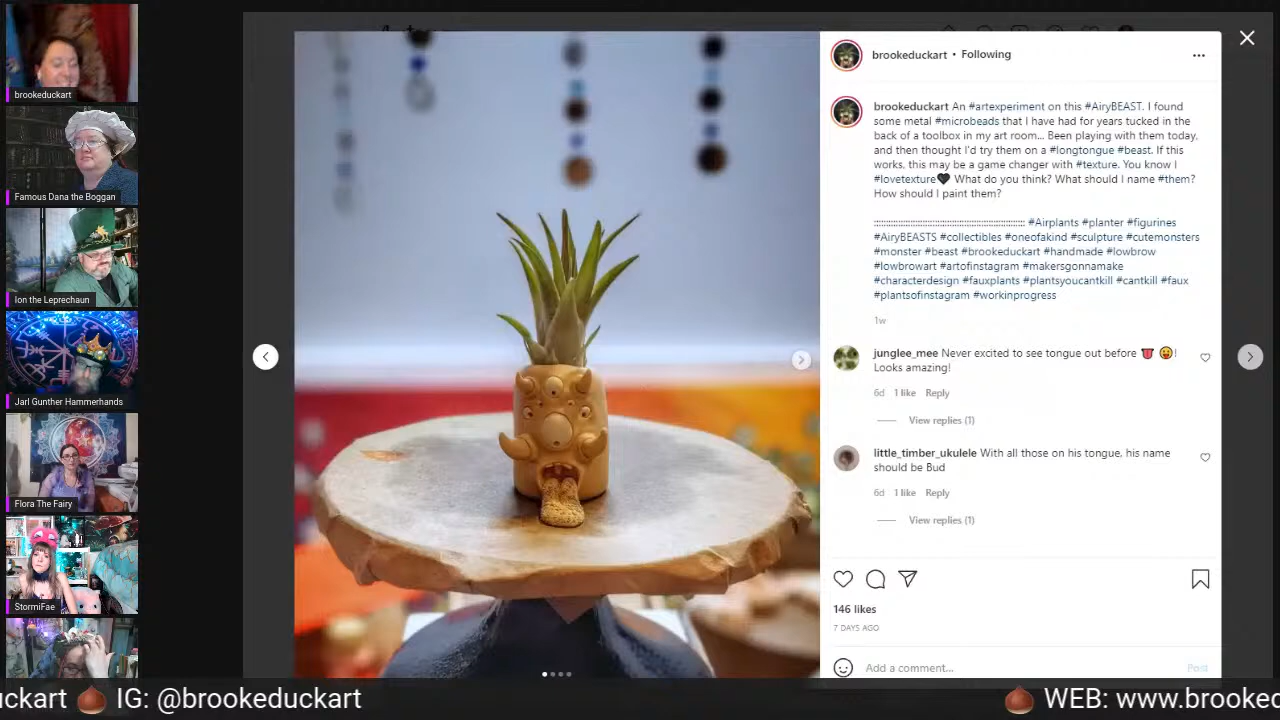 brookeduckart
Famous Dana the Boggan
Ion the Leprechaun
Jarl Gunther Hammerhands
Flora The Fairy
StormiFae
brookeduckart • Following
brookeduckart An #artexperiment on this #AiryBEAST. I found
some metal #microbeads that I have had for years tucked in the
back of a toolbox in my art room... Been playing with them today,
and then thought I'd try them on a #longtongue #beast. If this
works, this may be a game changer with #texture. You know I
#lovetexture🖤 What do you think? What should I name #them?
How should I paint them?
::::::::::::::::::::::::::::::::::::::::::::::::::::: #Airplants #planter #figurines
#AiryBEASTS #collectibles #oneofakind #sculpture #cutemonsters
#monster #beast #brookeduckart #handmade #lowbrow
#lowbrowart #artofinstagram #makersgonnamake
#characterdesign #fauxplants #plantsyoucantkill #cantkill #faux
#plantsofinstagram #workinprogress
1w
junglee_mee Never excited to see tongue out before 👅 😜!
Looks amazing!
6d 1 like Reply
View replies (1)
little_timber_ukulele With all those on his tongue, his name
should be Bud
6d 1 like Reply
View replies (1)
146 likes
7 DAYS AGO
Add a comment... Post
uckart 🌰 IG: @brookeduckart 🌰 WEB: www.brooked